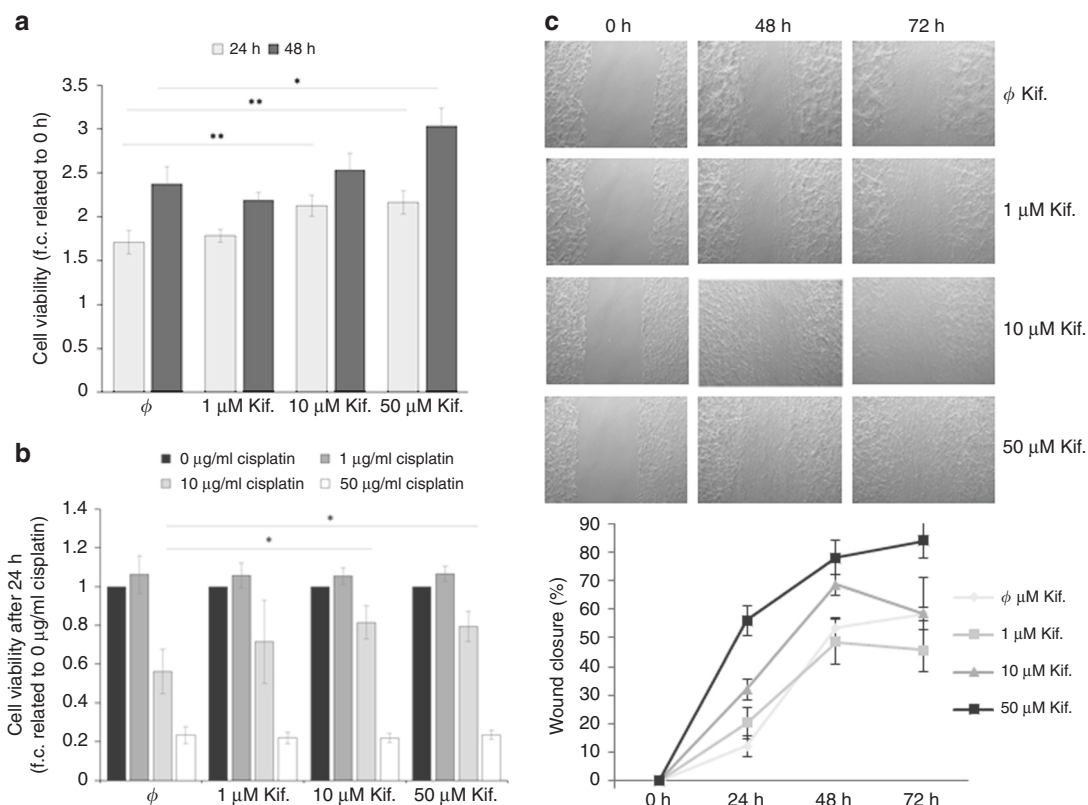 a
24 h 48 h
Cell viability (f.c. related to 0 h)
3.5
3
2.5
2
1.5
1
0.5
0
*
**
**
ϕ 1 μM Kif. 10 μM Kif. 50 μM Kif.
b
0 μg/ml cisplatin 1 μg/ml cisplatin
10 μg/ml cisplatin 50 μg/ml cisplatin
Cell viability after 24 h
(f.c. related to 0 μg/ml cisplatin)
1.4
1.2
1
0.8
0.6
0.4
0.2
0
*
*
ϕ 1 μM Kif. 10 μM Kif. 50 μM Kif.
c
0 h 48 h 72 h
ϕ Kif.
1 μM Kif.
10 μM Kif.
50 μM Kif.
Wound closure (%)
90
80
70
60
50
40
30
20
10
0
0 h 24 h 48 h 72 h
ϕ μM Kif.
1 μM Kif.
10 μM Kif.
50 μM Kif.